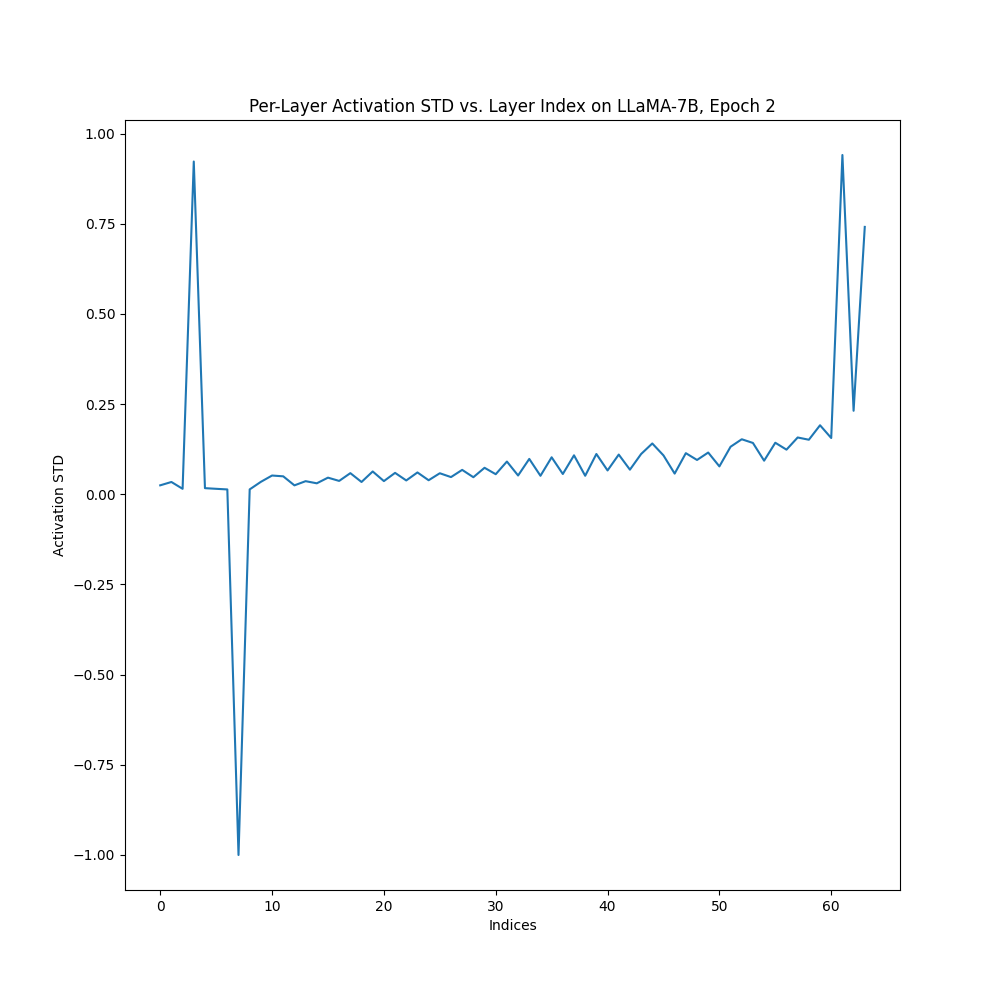 Per-Layer Activation STD vs. Layer Index on LLaMA-7B, Epoch 2
1.00
0.75
0.50
0.25
0.00
−0.25
−0.50
−0.75
−1.00
Activation STD
0 10 20 30 40 50 60
Indices